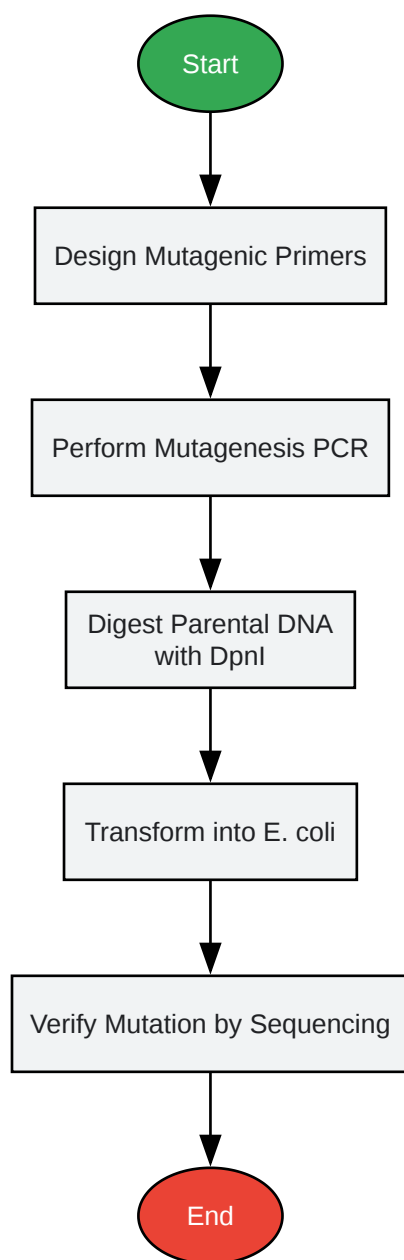 Start
Design Mutagenic Primers
Perform Mutagenesis PCR
Digest Parental DNA
with DpnI
Transform into E. coli
Verify Mutation by Sequencing
End